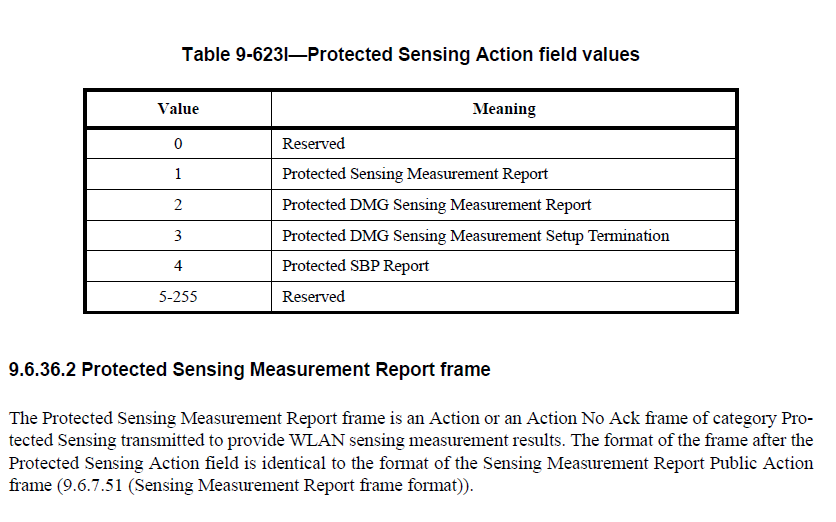 Table 9-623l—Protected Sensing Action field values
Value Meaning
0 Reserved
1 Protected Sensing Measurement Report
2 Protected DMG Sensing Measurement Report
3 Protected DMG Sensing Measurement Setup Termination
4 Protected SBP Report
5-255 Reserved
9.6.36.2 Protected Sensing Measurement Report frame
The Protected Sensing Measurement Report frame is an Action or an Action No Ack frame of category Pro-
tected Sensing transmitted to provide WLAN sensing measurement results. The format of the frame after the
Protected Sensing Action field is identical to the format of the Sensing Measurement Report Public Action
frame (9.6.7.51 (Sensing Measurement Report frame format)).